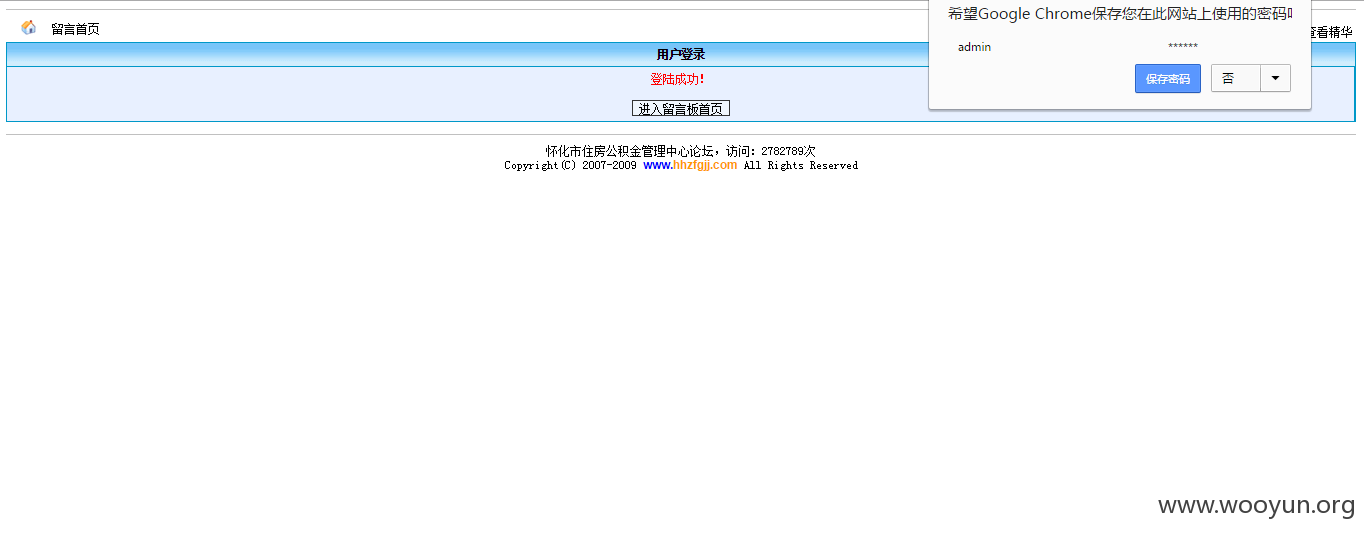 留言首页
查看精华
希望Google Chrome保存您在此网站上使用的密码
admin ******
保存密码 否
用户登录
登陆成功！
进入留言板首页
怀化市住房公积金管理中心论坛，访问：2782789次
Copyright(C) 2007-2009 www.hhzfgjj.com All Rights Reserved
www.wooyun.org